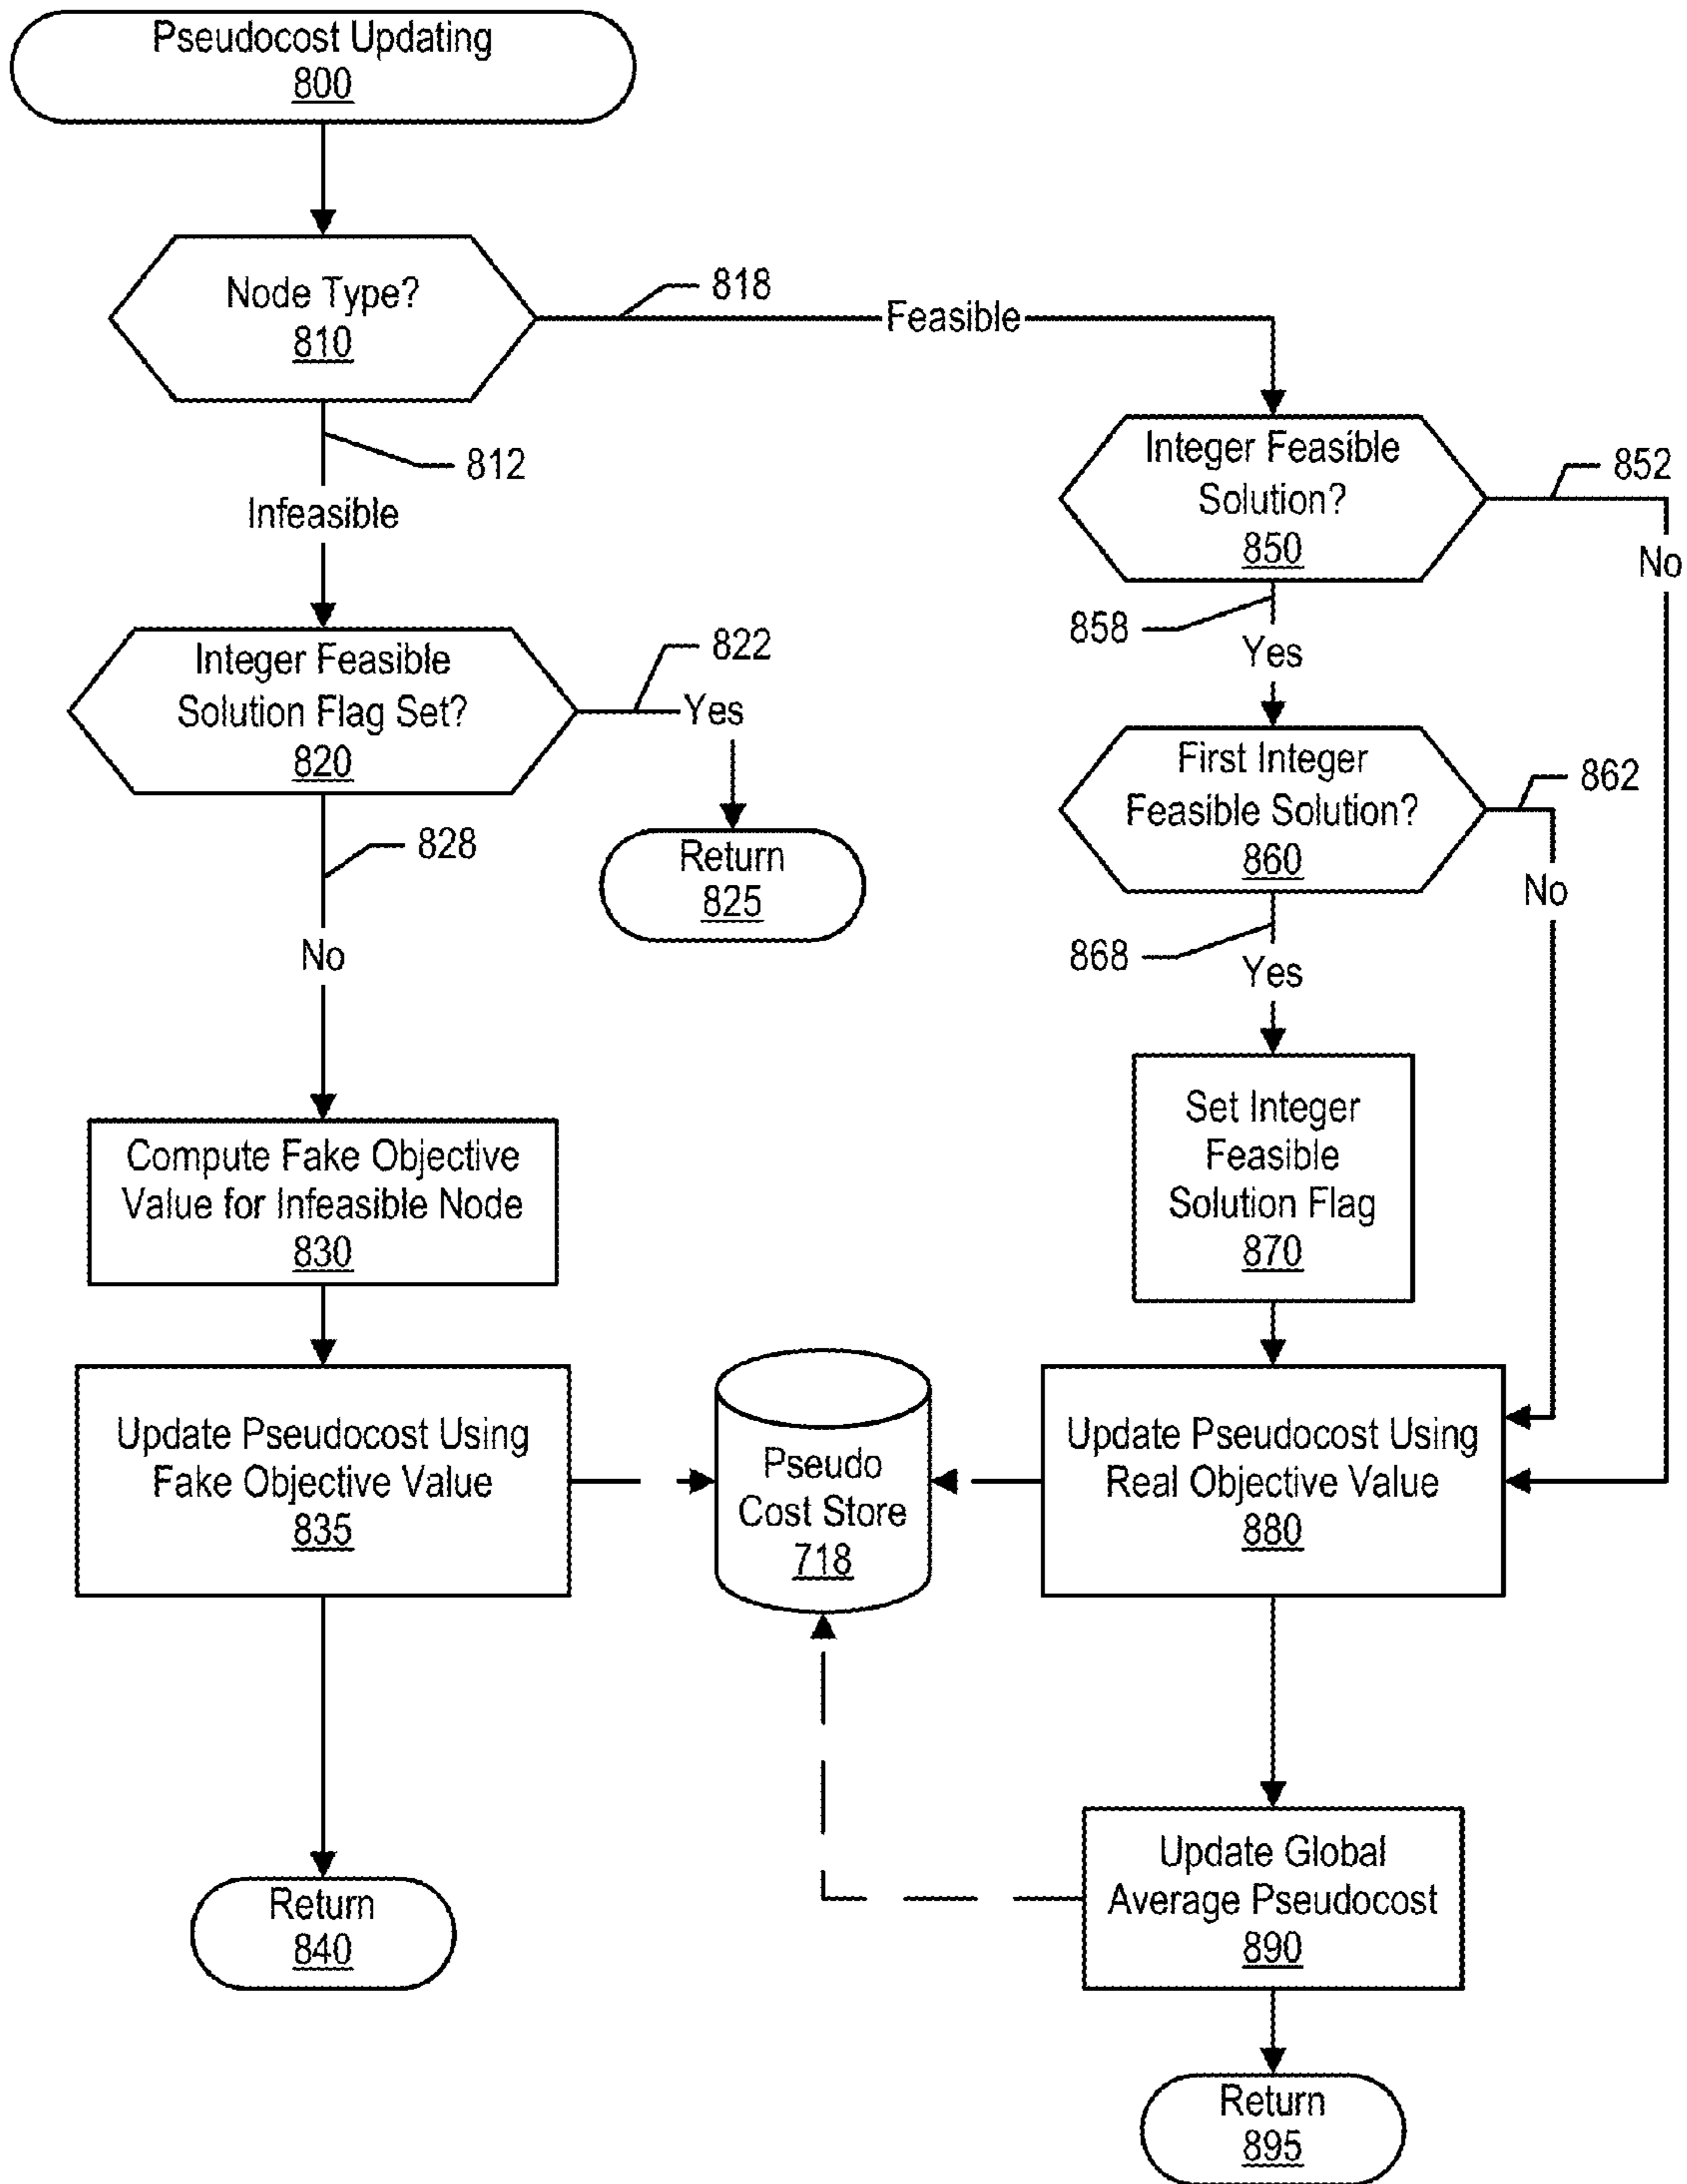 Pseudocost Updating
800
Node Type?
810
818
Feasible
812
Infeasible
Integer Feasible
Solution?
850
852
No
858
Yes
Integer Feasible
Solution Flag Set?
820
822
Yes
Return
825
828
No
First Integer
Feasible Solution?
860
862
No
868
Yes
Set Integer
Feasible
Solution Flag
870
Compute Fake Objective
Value for Infeasible Node
830
Update Pseudocost Using
Fake Objective Value
835
Pseudo
Cost Store
718
Update Pseudocost Using
Real Objective Value
880
Return
840
Update Global
Average Pseudocost
890
Return
895